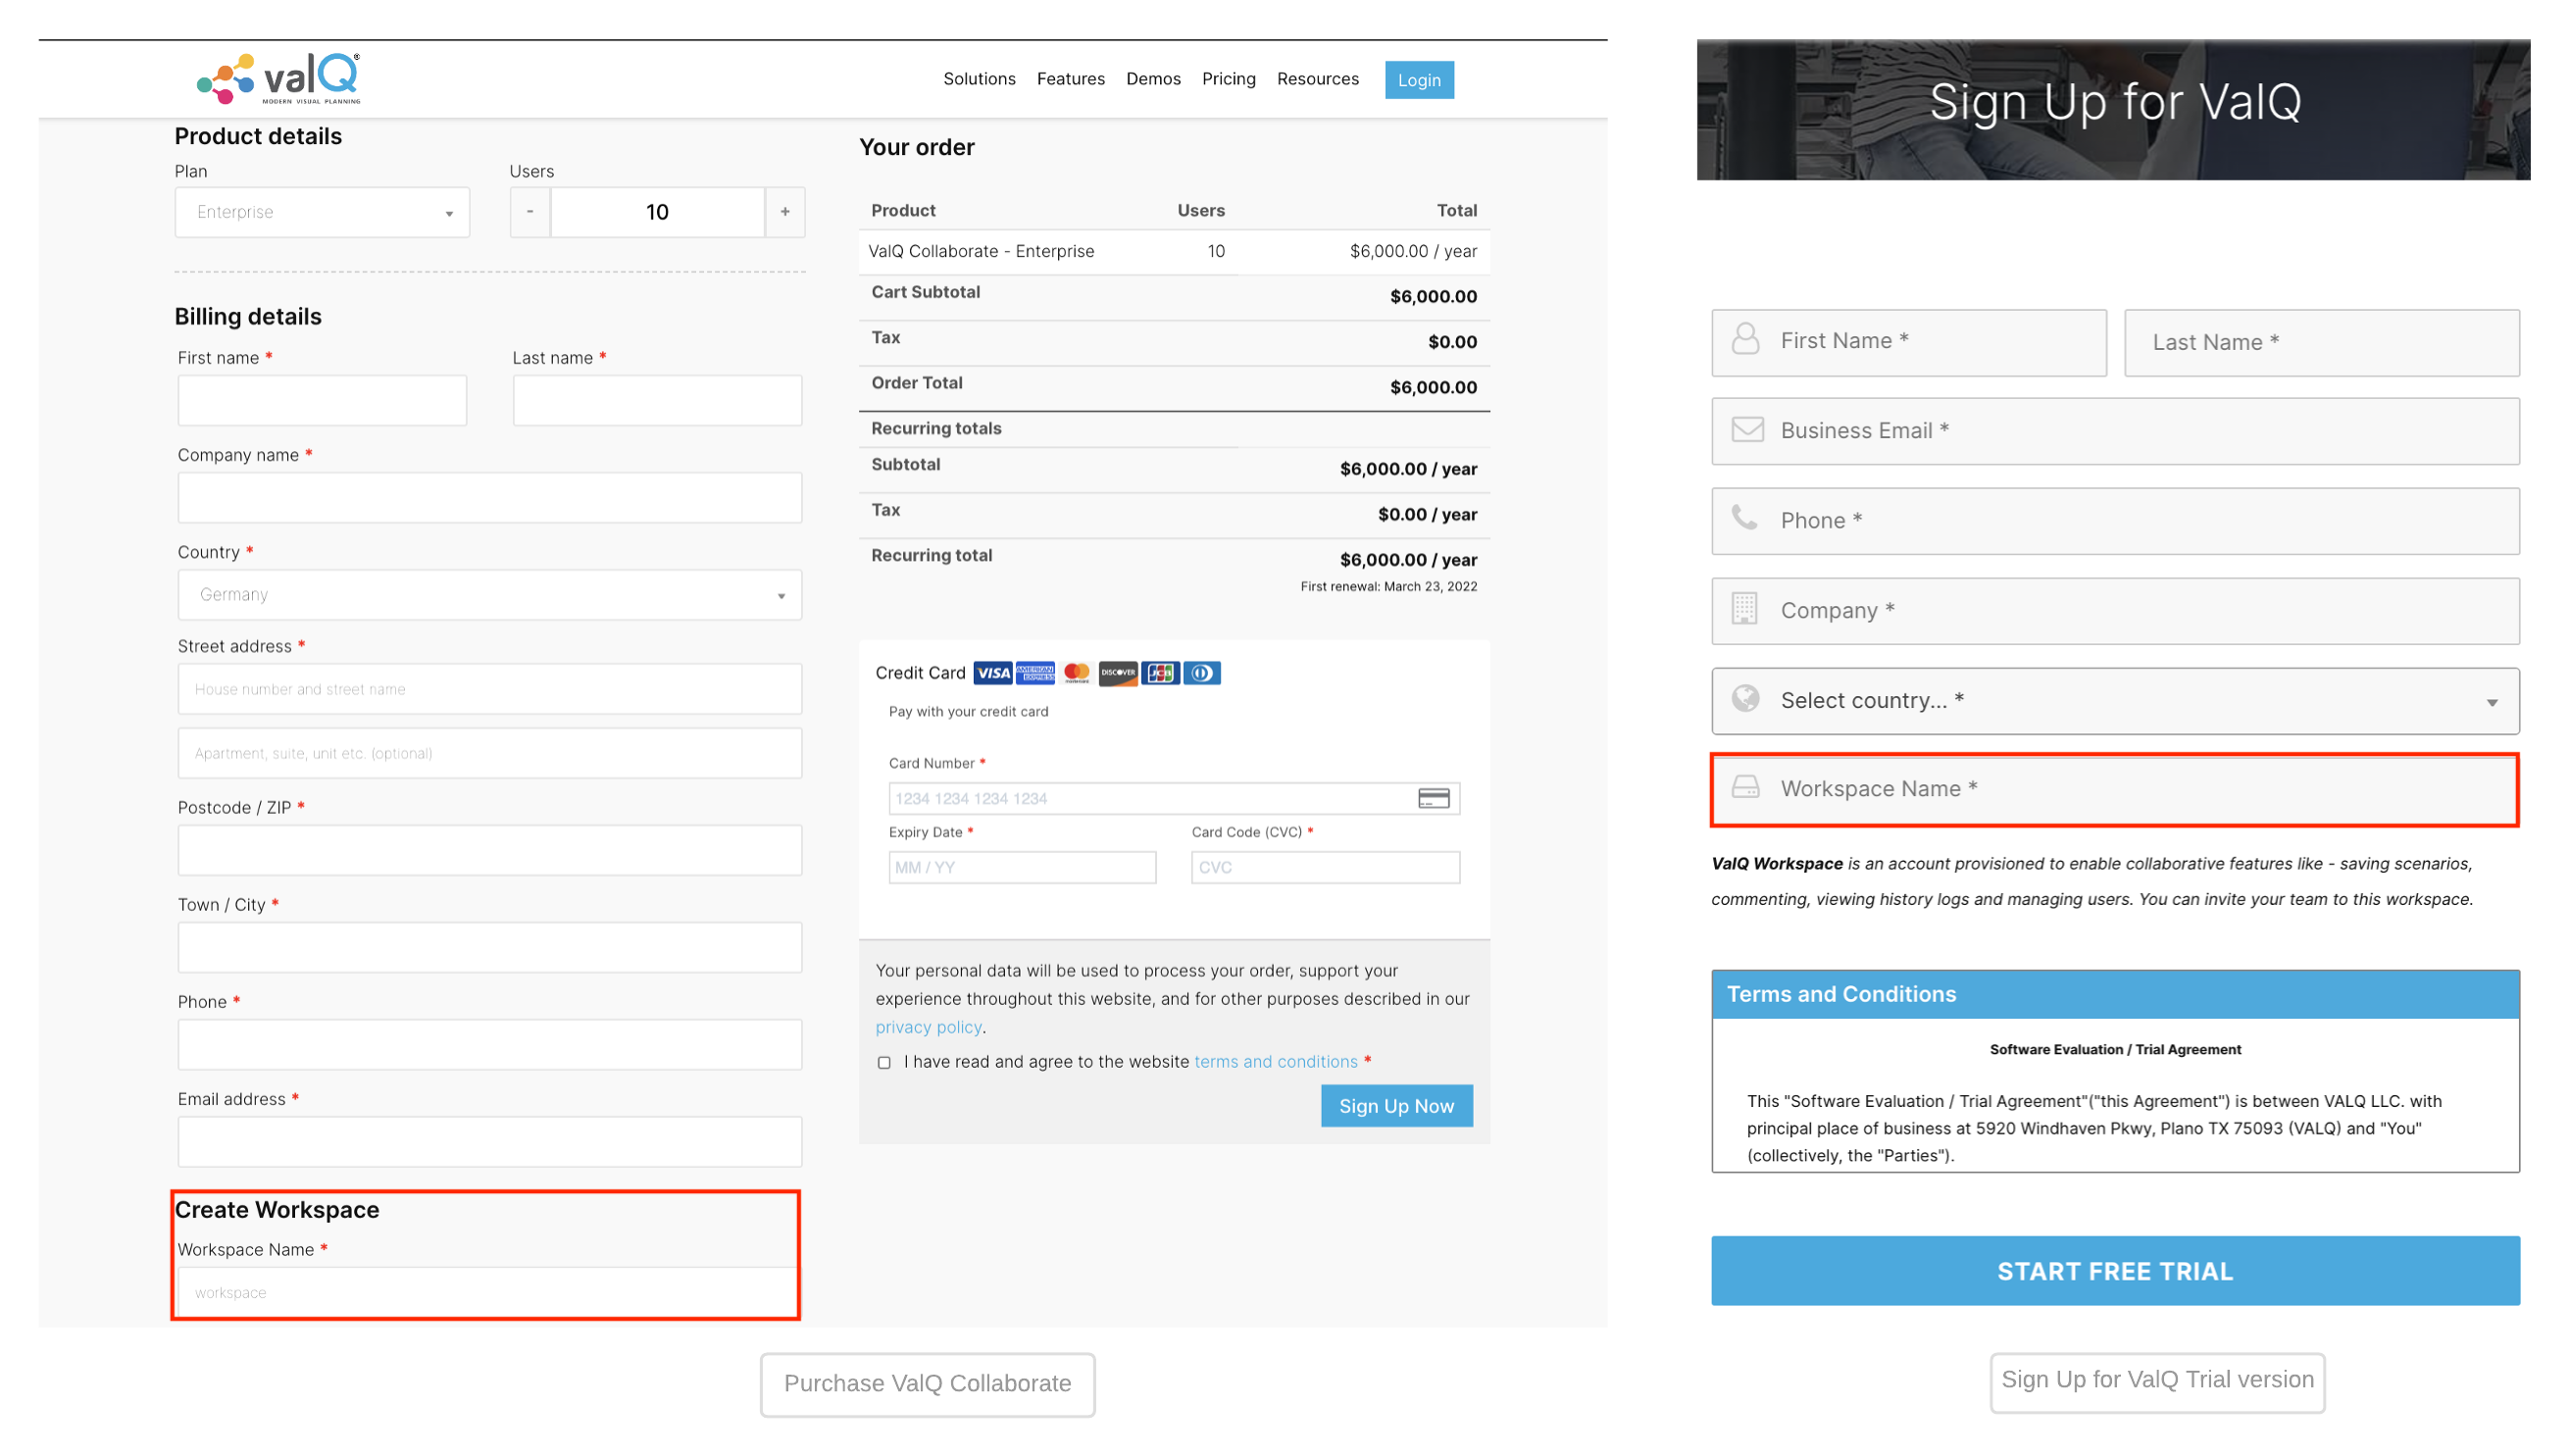 valQ®
MODERN VISUAL PLANNING
Solutions Features Demos Pricing Resources Login
Product details
Plan Users
Enterprise - 10 +
Billing details
First name * Last name *
Company name *
Country *
Germany
Street address *
House number and street name
Apartment, suite, unit etc. (optional)
Postcode / ZIP *
Town / City *
Phone *
Email address *
Create Workspace
Workspace Name *
workspace
Your order
Product Users Total
ValQ Collaborate - Enterprise 10 $6,000.00 / year
Cart Subtotal $6,000.00
Tax $0.00
Order Total $6,000.00
Recurring totals
Subtotal $6,000.00 / year
Tax $0.00 / year
Recurring total $6,000.00 / year
First renewal: March 23, 2022
Credit Card VISA AMERICAN EXPRESS mastercard DISCOVER JCB
Pay with your credit card
Card Number *
1234 1234 1234 1234
Expiry Date * Card Code (CVC) *
MM / YY CVC
Your personal data will be used to process your order, support your
experience throughout this website, and for other purposes described in our
privacy policy.
I have read and agree to the website terms and conditions *
Sign Up Now
Purchase ValQ Collaborate
Sign Up for ValQ
First Name * Last Name *
Business Email *
Phone *
Company *
Select country... *
Workspace Name *
ValQ Workspace is an account provisioned to enable collaborative features like - saving scenarios,
commenting, viewing history logs and managing users. You can invite your team to this workspace.
Terms and Conditions
Software Evaluation / Trial Agreement
This "Software Evaluation / Trial Agreement"("this Agreement") is between VALQ LLC. with
principal place of business at 5920 Windhaven Pkwy, Plano TX 75093 (VALQ) and "You"
(collectively, the "Parties").
START FREE TRIAL
Sign Up for ValQ Trial version